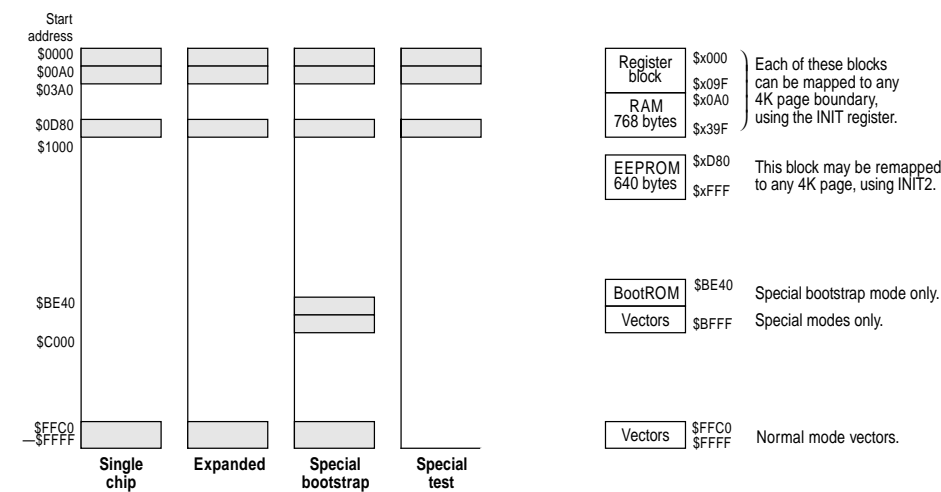 Start
address
$0000
$00A0
$03A0
$0D80
$1000
$BE40
$C000
$FFC0
—$FFFF
Single
chip
Expanded
Special
bootstrap
Special
test
Register
block
$x000
$x09F
RAM
768 bytes
$x0A0
$x39F
Each of these blocks
can be mapped to any
4K page boundary,
using the INIT register.
EEPROM
640 bytes
$xD80
$xFFF
This block may be remapped
to any 4K page, using INIT2.
BootROM
$BE40
Special bootstrap mode only.
Vectors
$BFFF
Special modes only.
Vectors
$FFC0
$FFFF
Normal mode vectors.